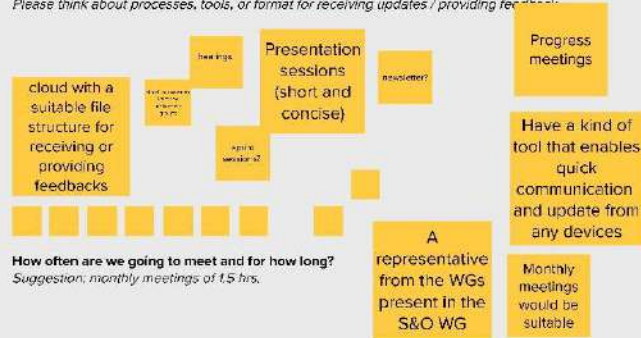 Please think about processes, tools, or format for receiving updates / providing feedback
hearings
Presentation
sessions
(short and
concise)
newsletter?
Progress
meetings
cloud with a
suitable file
structure for
receiving or
providing
feedbacks
sprint
sessions?
Have a kind of
tool that enables
quick
communication
and update from
any devices
How often are we going to meet and for how long?
Suggestion: monthly meetings of 1.5 hrs.
A
representative
from the WGs
present in the
S&O WG
Monthly
meetings
would be
suitable